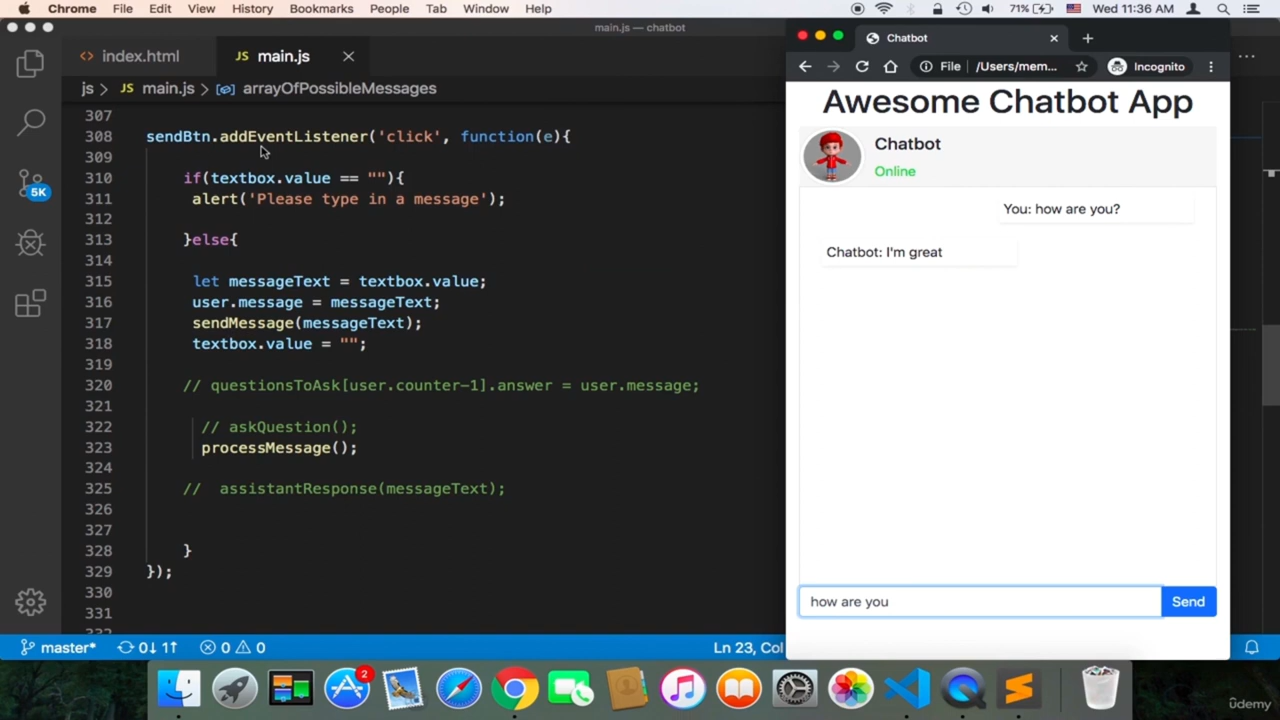 Chrome File Edit View History Bookmarks People Tab Window Help 71% Wed 11:36 AM
main.js — chatbot
index.html JS main.js
js > JS main.js > arrayOfPossibleMessages
307
308 sendBtn.addEventListener('click', function(e){
309
310 if(textbox.value == ""){
311 alert('Please type in a message');
312
313 }else{
314
315 let messageText = textbox.value;
316 user.message = messageText;
317 sendMessage(messageText);
318 textbox.value = "";
319
320 // questionsToAsk[user.counter-1].answer = user.message;
321
322 // askQuestion();
323 processMessage();
324
325 // assistantResponse(messageText);
326
327
328 }
329 });
330
331
5K
master* 0↓ 1↑ 0 0 Ln 23, Col
Chatbot
File /Users/mem... Incognito
Awesome Chatbot App
Chatbot
Online
You: how are you?
Chatbot: I'm great
how are you Send
2
ûdemy